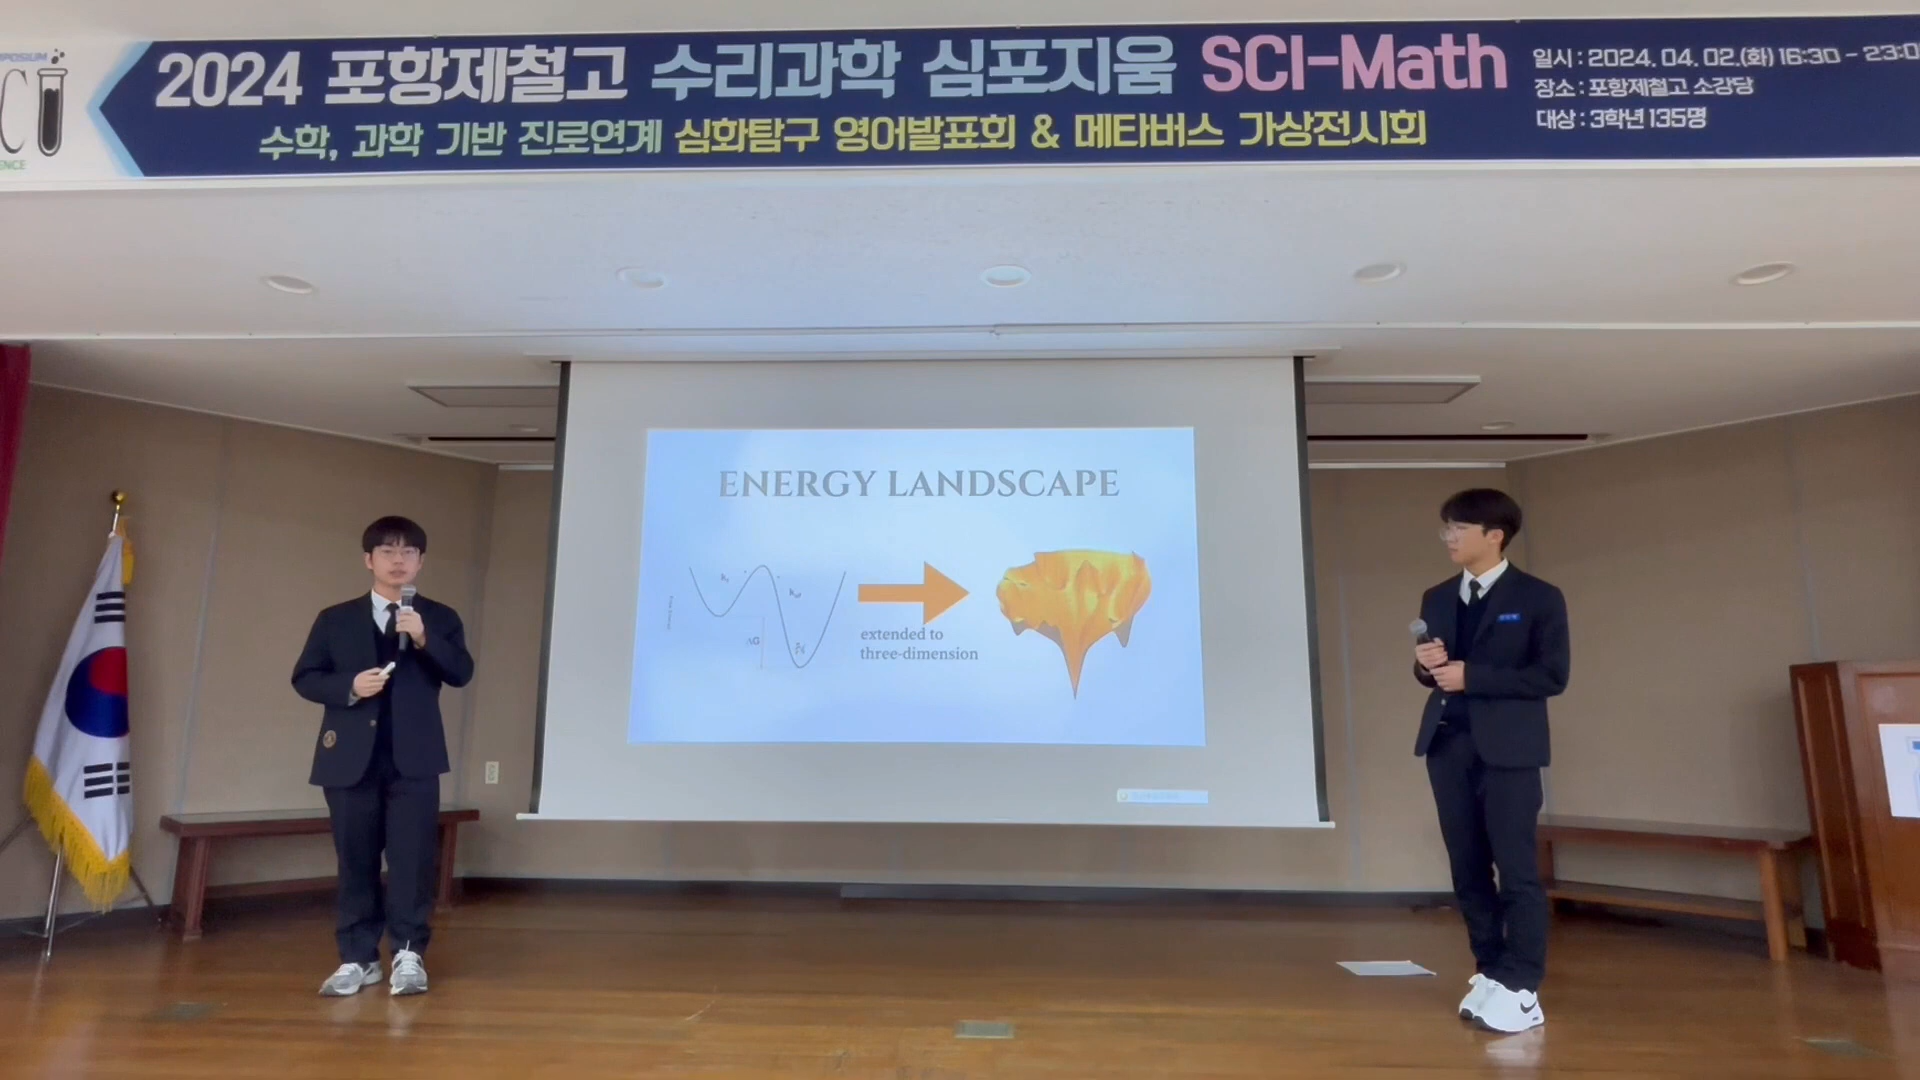 2024 포항제철고 수리과학 심포지움 SCI-Math
수학, 과학 기반 진로연계 심화탐구 영어발표회 & 메타버스 가상전시회
일시 : 2024. 04. 02.(화) 16:30 - 23:0
장소 : 포항제철고 소강당
대상 : 3학년 135명
ENERGY LANDSCAPE
ΔG
extended to
three-dimension